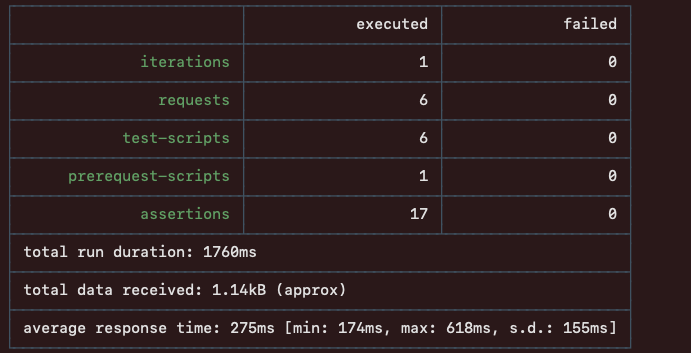 executed failed
iterations 1 0
requests 6 0
test-scripts 6 0
prerequest-scripts 1 0
assertions 17 0
total run duration: 1760ms
total data received: 1.14kB (approx)
average response time: 275ms [min: 174ms, max: 618ms, s.d.: 155ms]